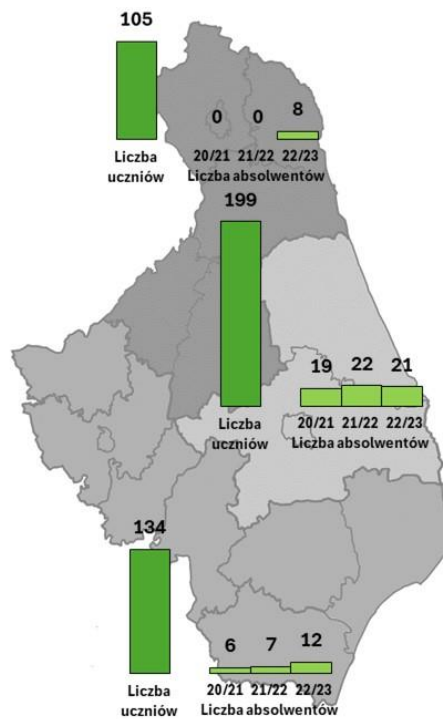 105
0 0 8
Liczba uczniów
20/21 21/22 22/23
Liczba absolwentów
199
Liczba uczniów
19 22 21
20/21 21/22 22/23
Liczba absolwentów
134
Liczba uczniów
6 7 12
20/21 21/22 22/23
Liczba absolwentów